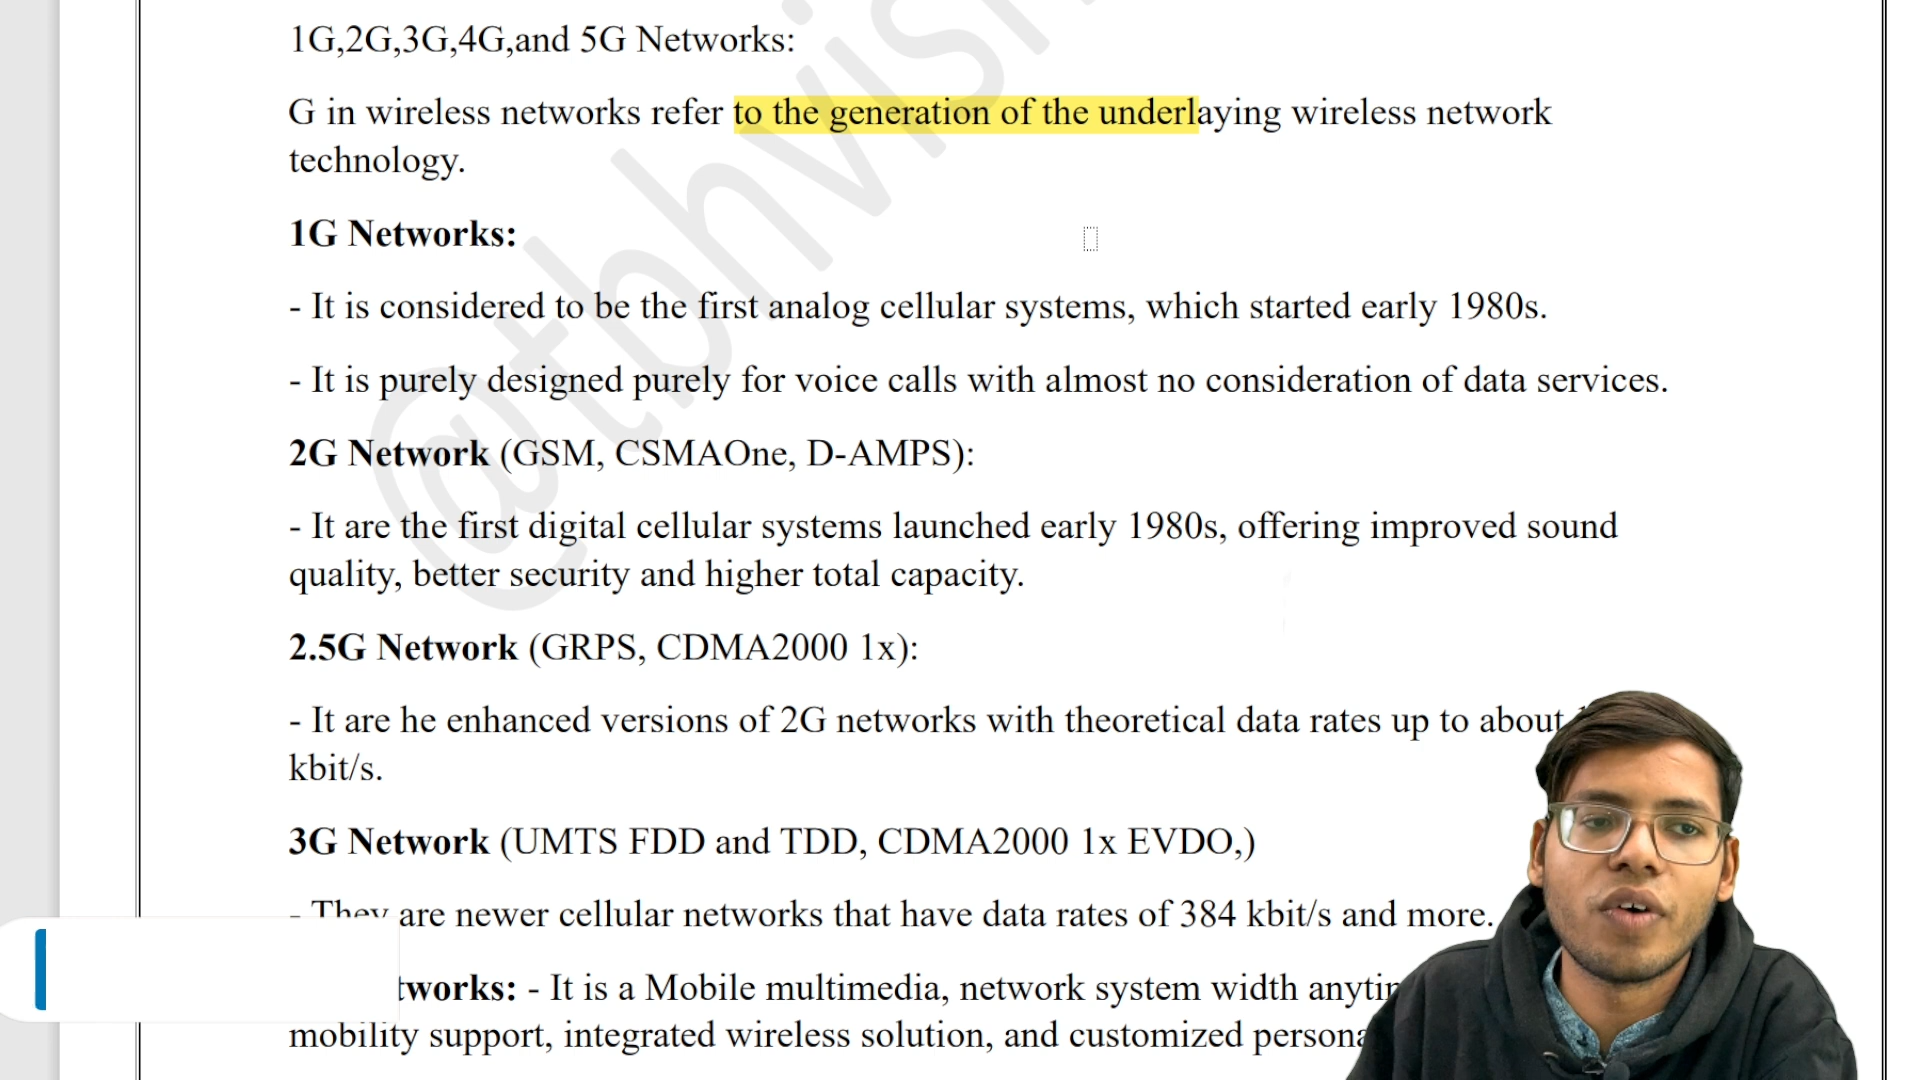 1G,2G,3G,4G,and 5G Networks:
G in wireless networks refer to the generation of the underlaying wireless network
technology.
1G Networks:
- It is considered to be the first analog cellular systems, which started early 1980s.
- It is purely designed purely for voice calls with almost no consideration of data services.
2G Network (GSM, CSMAOne, D-AMPS):
- It are the first digital cellular systems launched early 1980s, offering improved sound
quality, better security and higher total capacity.
2.5G Network (GRPS, CDMA2000 1x):
- It are he enhanced versions of 2G networks with theoretical data rates up to about
kbit/s.
3G Network (UMTS FDD and TDD, CDMA2000 1x EVDO,)
- They are newer cellular networks that have data rates of 384 kbit/s and more.
tworks: - It is a Mobile multimedia, network system width
mobility support, integrated wireless solution, and customized
@tbhvish